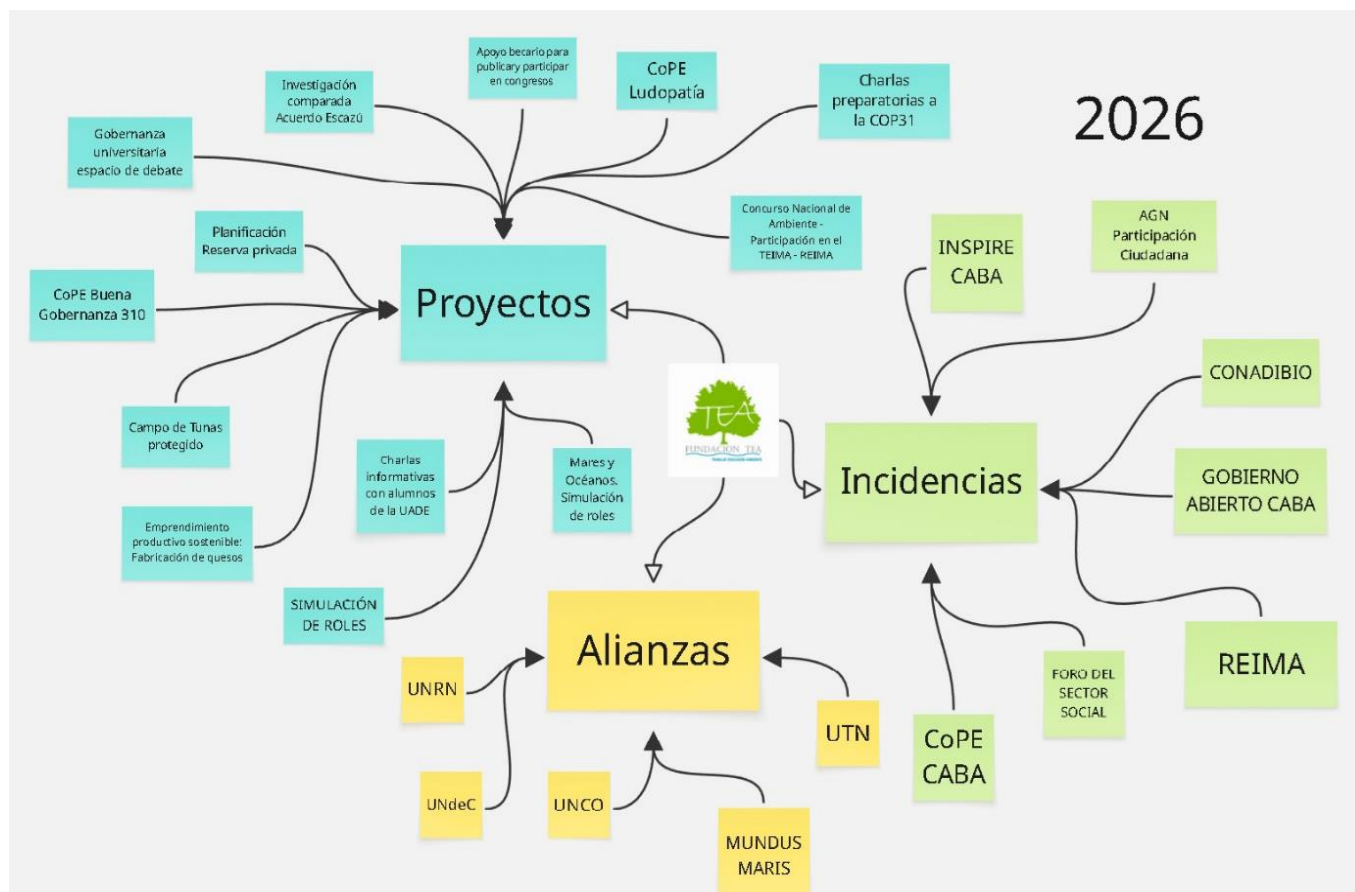 2026
Apoyo becario para
publicary participar
en congresos
CoPE
Ludopatía
Charlas
preparatorias a
la COP31
Investigación
comparada
Acuerdo Escazú
Gobernanza
universitaria
espacio de debate
Concurso Nacional de
Ambiente -
Participación en el
TEIMA - REIMA
Planificación
Reserva privada
CoPE Buena
Gobernanza 310
Proyectos
Campo de Tunas
protegido
Charlas
informativas
con alumnos
de la UADE
Mares y
Océanos.
Simulación
de roles
Emprendimiento
productivo sostenible:
Fabricación de quesos
SIMULACIÓN
DE ROLES
TEA
FUNDACION TEA
INSPIRE
CABA
AGN
Participación
Ciudadana
CONADIBIO
Incidencias
GOBIERNO
ABIERTO CABA
REIMA
FORO DEL
SECTOR
SOCIAL
CoPE
CABA
Alianzas
UNRN
UNdeC
UNCO
MUNDUS
MARIS
UTN